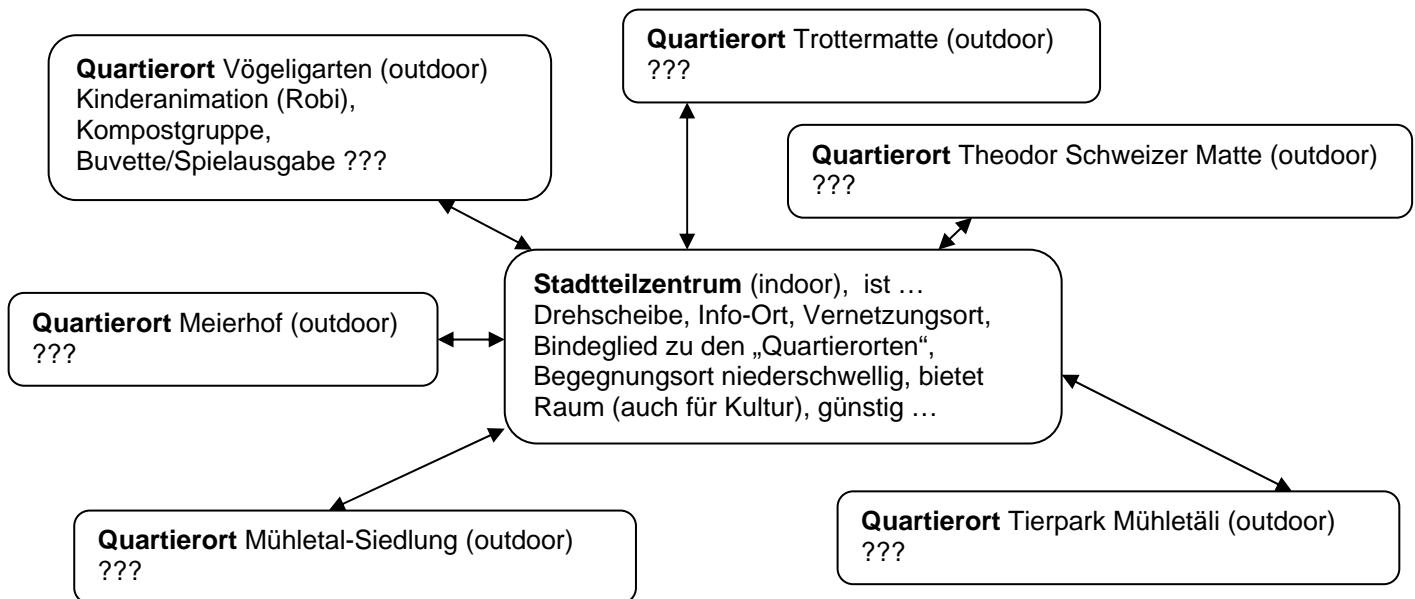 Quartierort Trottermatte (outdoor)
???
Quartierort Vögeligarten (outdoor)
Kinderanimation (Robi),
Kompostgruppe,
Buvette/Spielausgabe ???
Quartierort Theodor Schweizer Matte (outdoor)
???
Stadtteilzentrum (indoor), ist …
Drehscheibe, Info-Ort, Vernetzungsort,
Bindeglied zu den „Quartierorten“,
Begegnungsort niederschwellig, bietet
Raum (auch für Kultur), günstig …
Quartierort Meierhof (outdoor)
???
Quartierort Tierpark Mühletäli (outdoor)
???
Quartierort Mühletal-Siedlung (outdoor)
???